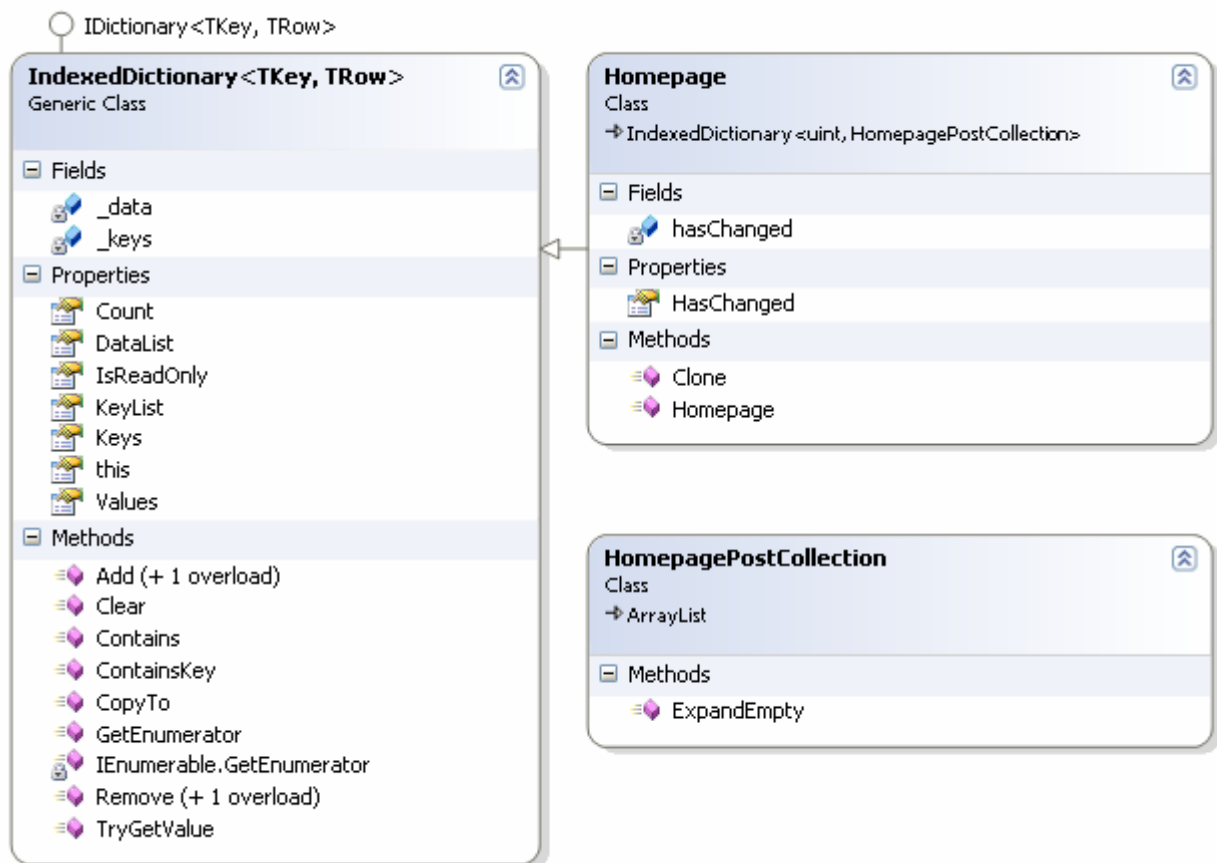 IDictionary<TKey, TRow>
IndexedDictionary<TKey, TRow>
Generic Class
Fields
_data
_keys
Properties
Count
DataList
IsReadOnly
KeyList
Keys
this
Values
Methods
Add (+ 1 overload)
Clear
Contains
ContainsKey
CopyTo
GetEnumerator
IEnumerable.GetEnumerator
Remove (+ 1 overload)
TryGetValue
Homepage
Class
IndexedDictionary<uint, HomepagePostCollection>
Fields
hasChanged
Properties
HasChanged
Methods
Clone
Homepage
HomepagePostCollection
Class
ArrayList
Methods
ExpandEmpty